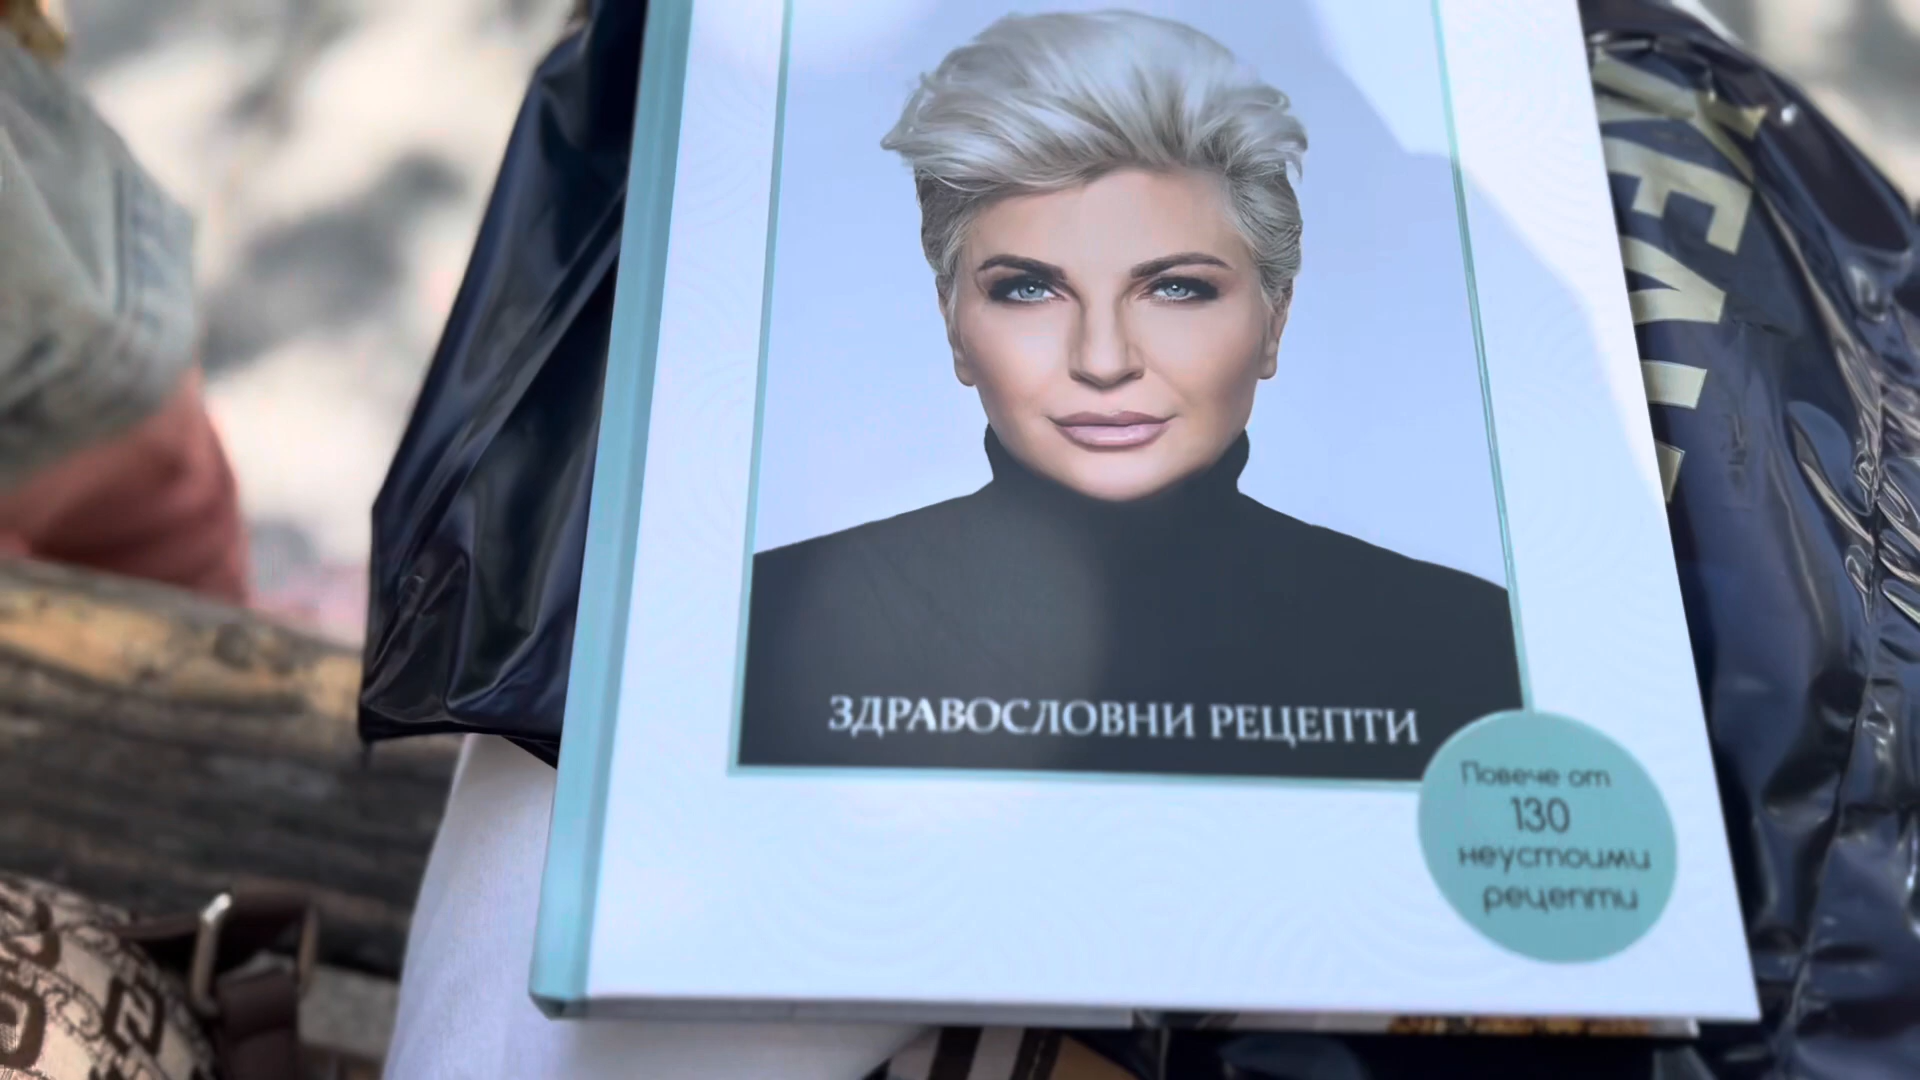 ЗДРАВОСЛОВНИ РЕЦЕПТИ
Повече от
130
неустоими
рецепти